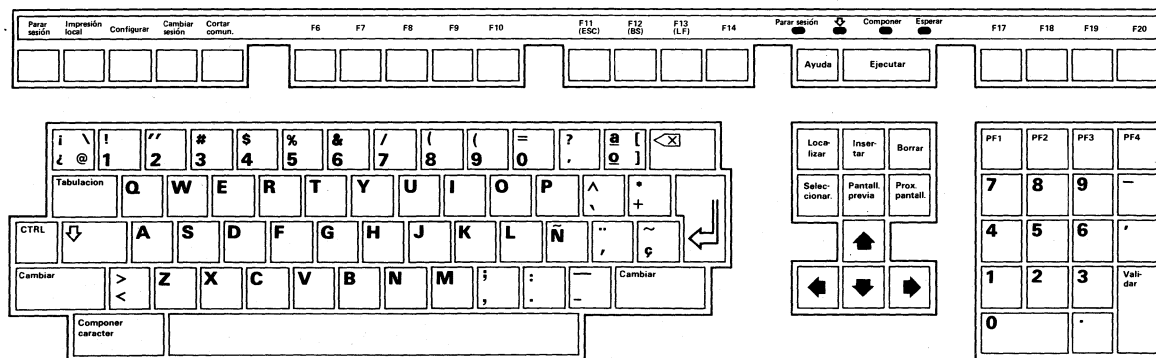 Parar sesión Impresión local Configurar Cambiar sesión Cortar comun. F6 F7 F8 F9 F10 F11 (ESC) F12 (BS) F13 (LF) F14 Parar sesión Componer Esperar F17 F18 F19 F20
Ayuda Ejecutar
¡ \ ! ″ # $ % & / ( ( = ? ª [
¿ @ 1 2 3 4 5 6 7 8 9 0 ' º ]
Tabulacion Q W E R T Y U I O P ^ *
` +
CTRL A S D F G H J K L Ñ ¨ ~
´ ç
Cambiar > Z X C V B N M ; : — Cambiar
< , . –
Componer caracter
Loca-
lizar
Inser-
tar
Borrar
Selec-
cionar.
Pantall.
previa
Prox.
pantall.
PF1 PF2 PF3 PF4
7 8 9 –
4 5 6 ,
1 2 3 Vali-
dar
0 .